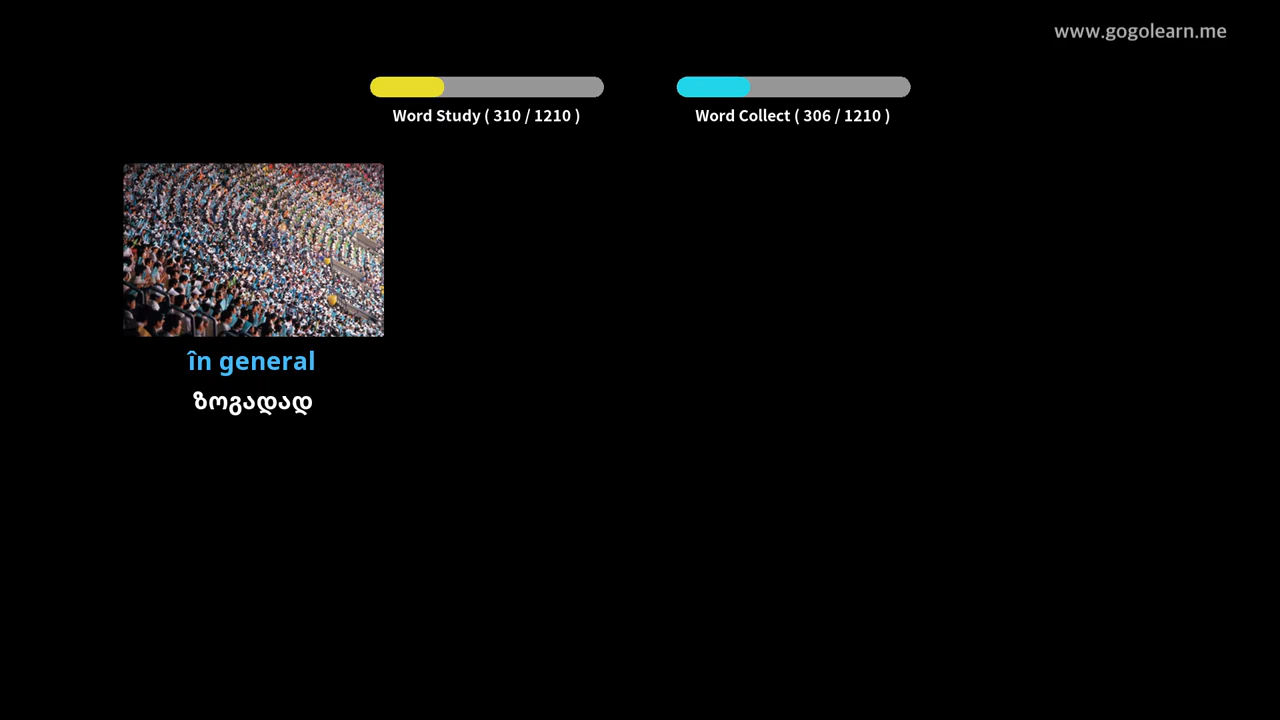 www.gogolearn.me
Word Study ( 310 / 1210 )
Word Collect ( 306 / 1210 )
în general
ზოგადად